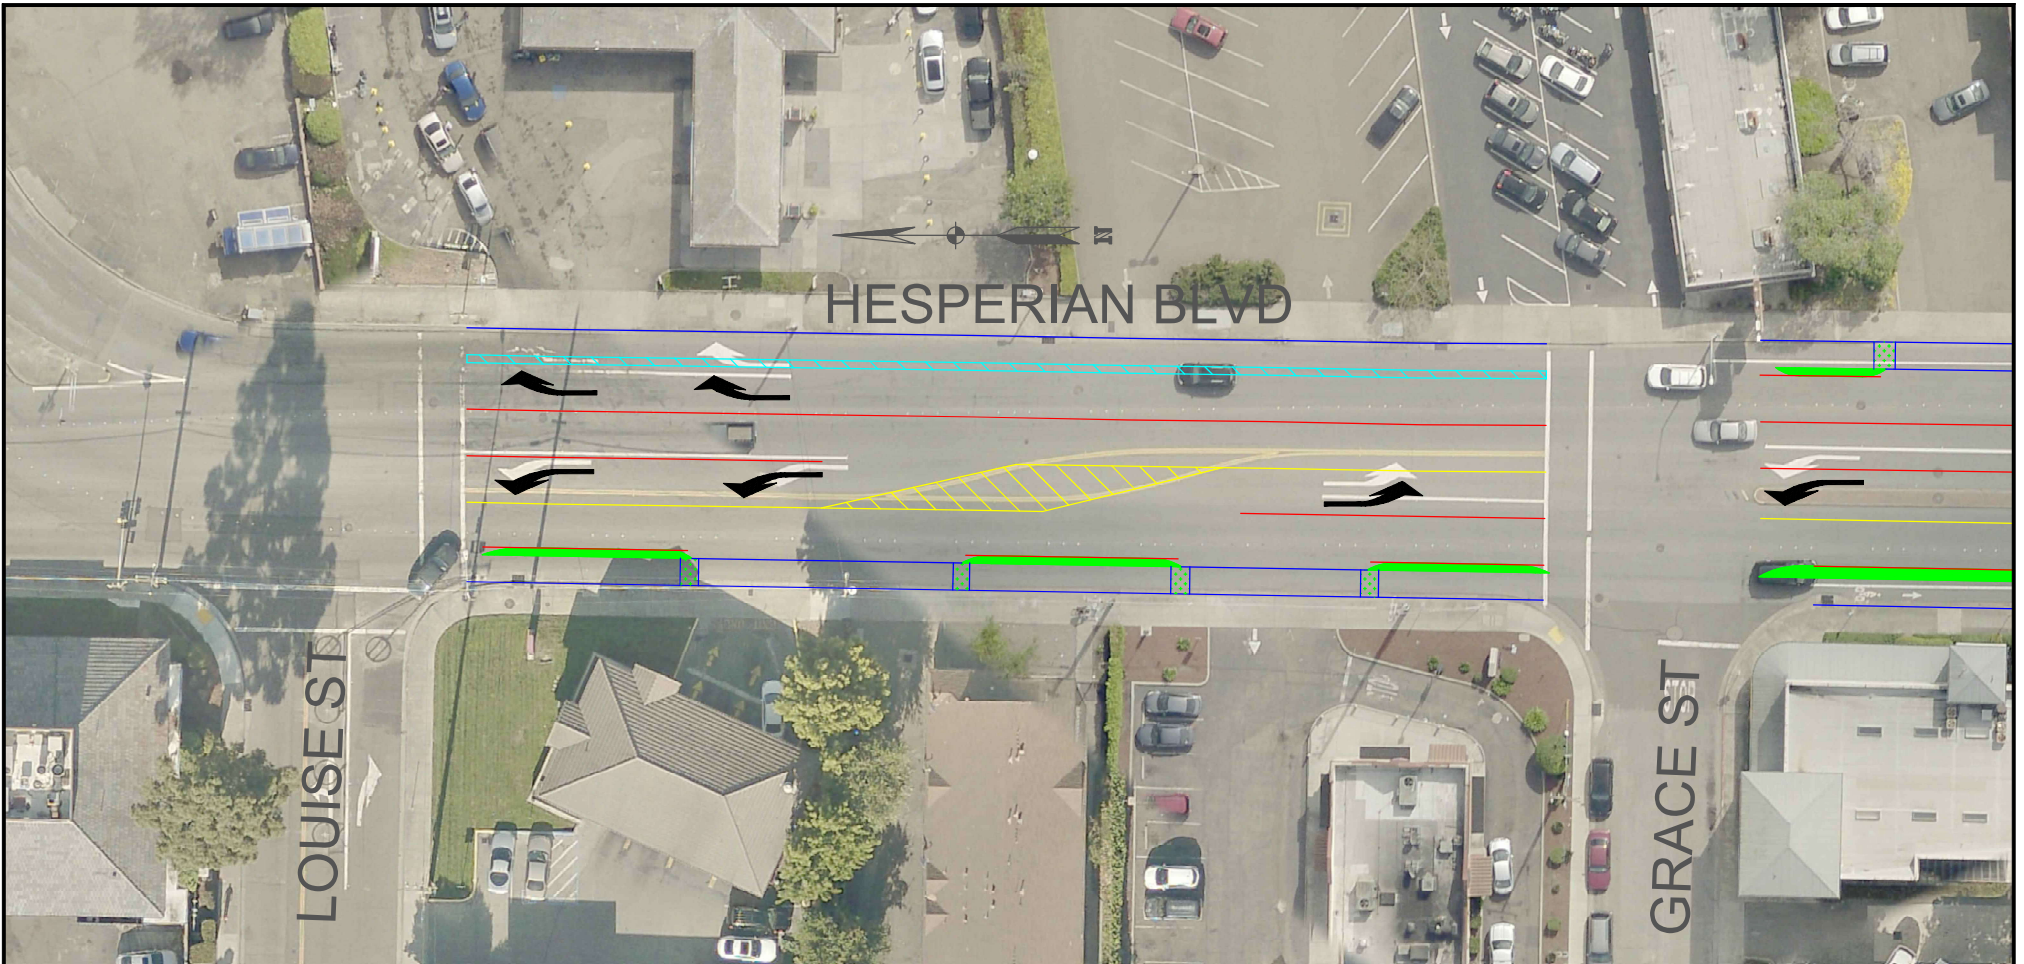 N
HESPERIAN BLVD
LOUISE ST
GRACE ST
STOP